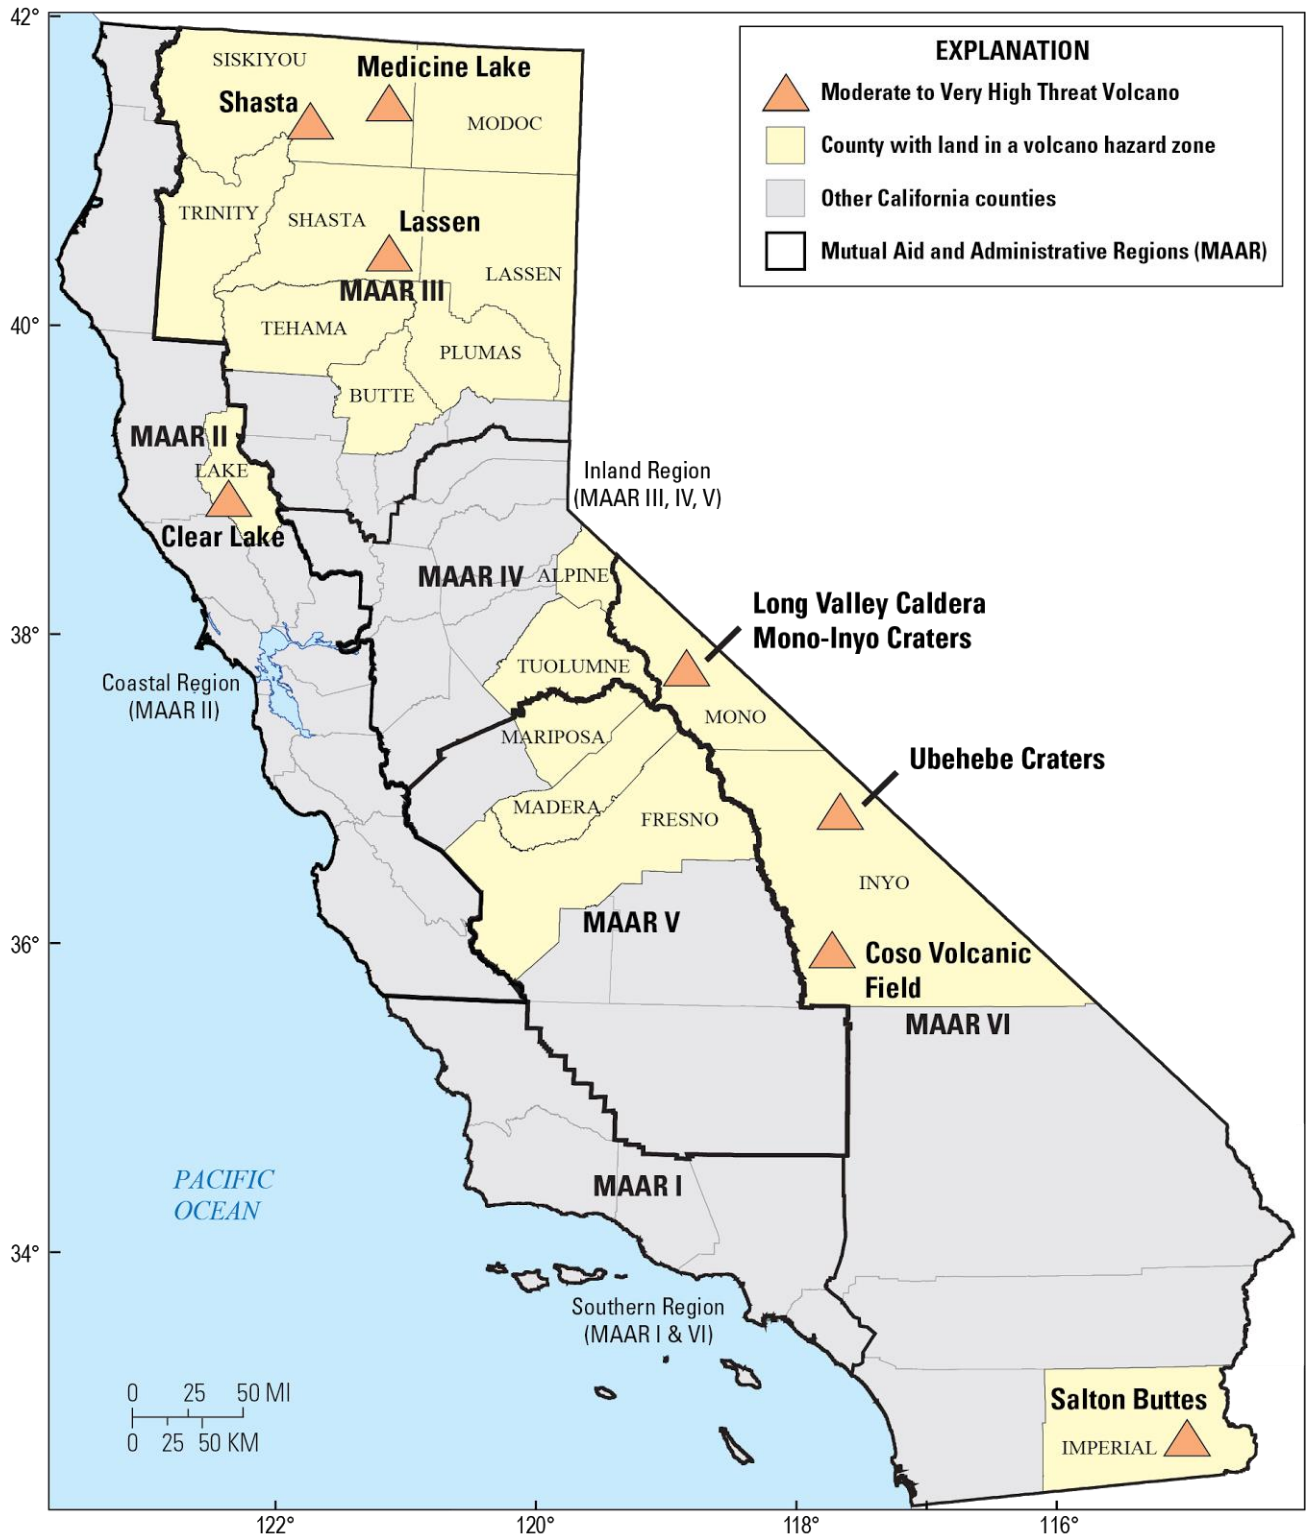 42°
40°
38°
36°
34°
122°
120°
118°
116°
EXPLANATION
Moderate to Very High Threat Volcano
County with land in a volcano hazard zone
Other California counties
Mutual Aid and Administrative Regions (MAAR)
SISKIYOU
Medicine Lake
Shasta
MODOC
TRINITY
SHASTA
Lassen
LASSEN
MAAR III
TEHAMA
PLUMAS
BUTTE
MAAR II
LAKE
Clear Lake
Inland Region
(MAAR III, IV, V)
MAAR IV
ALPINE
Long Valley Caldera
Mono-Inyo Craters
TUOLUMNE
Coastal Region
(MAAR II)
MONO
MARIPOSA
Ubehebe Craters
MADERA
FRESNO
INYO
MAAR V
Coso Volcanic
Field
MAAR VI
PACIFIC
OCEAN
MAAR I
Southern Region
(MAAR I & VI)
0 25 50 MI
0 25 50 KM
Salton Buttes
IMPERIAL